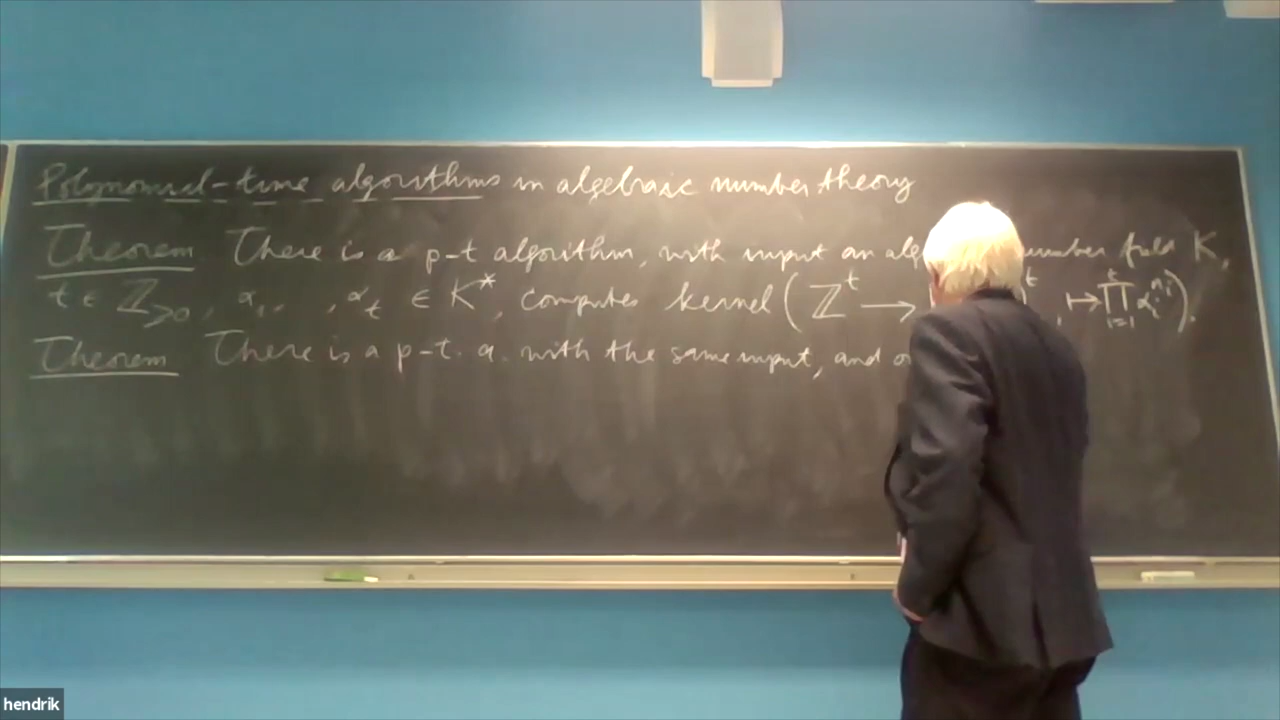 Polynomial-time algorithms in algebraic number theory
Theorem There is a p-t algorithm, with input an number field K,
t ∈ ℤ>0, α1, , αt ∈ K*, computes kernel (ℤ^t ⟶ ↦ ∏_{i=1}^t αi^{ni}).
Theorem There is a p-t. a. with the same input, and
hendrik